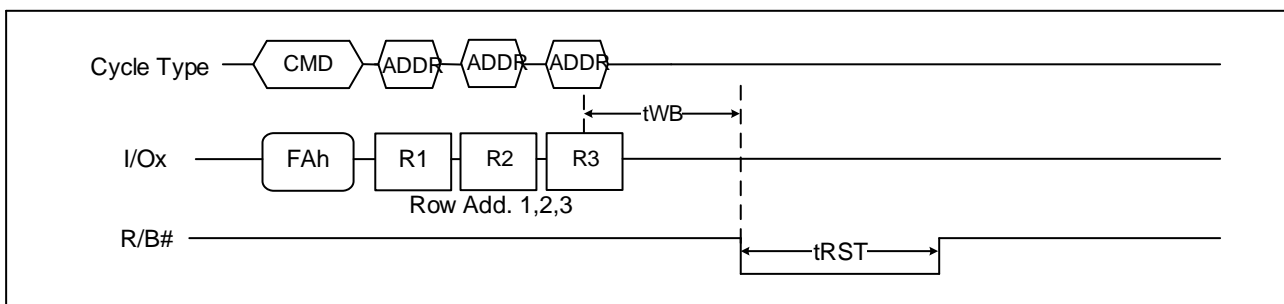 Cycle Type CMD ADDR ADDR ADDR
tWB
I/Ox FAh R1 R2 R3
Row Add. 1,2,3
R/B#
tRST